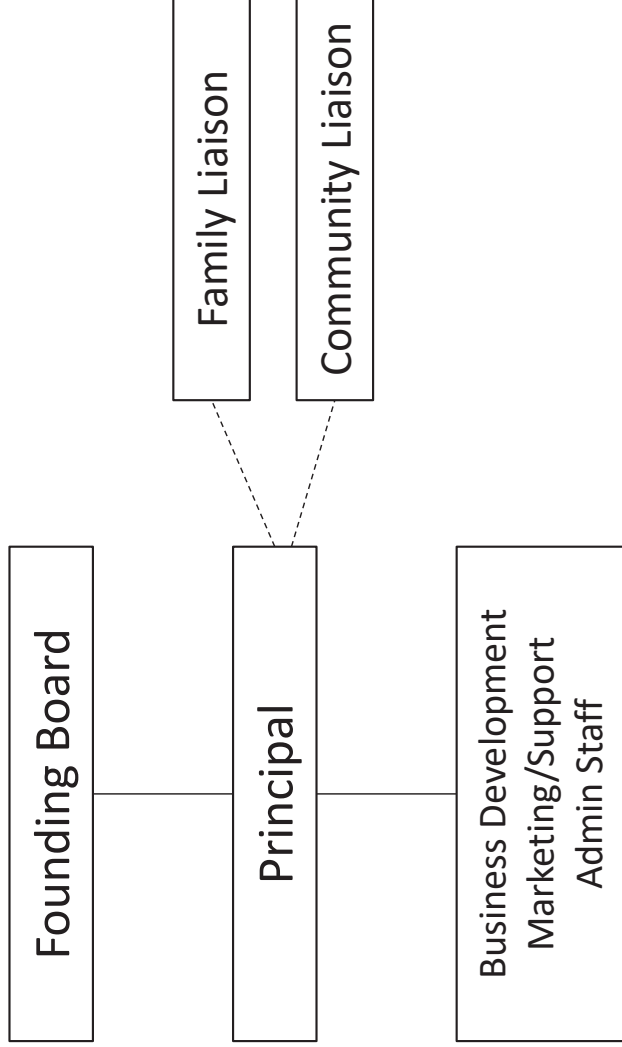 Founding Board
Principal
Family Liaison
Community Liaison
Business Development
Marketing/Support
Admin Staff